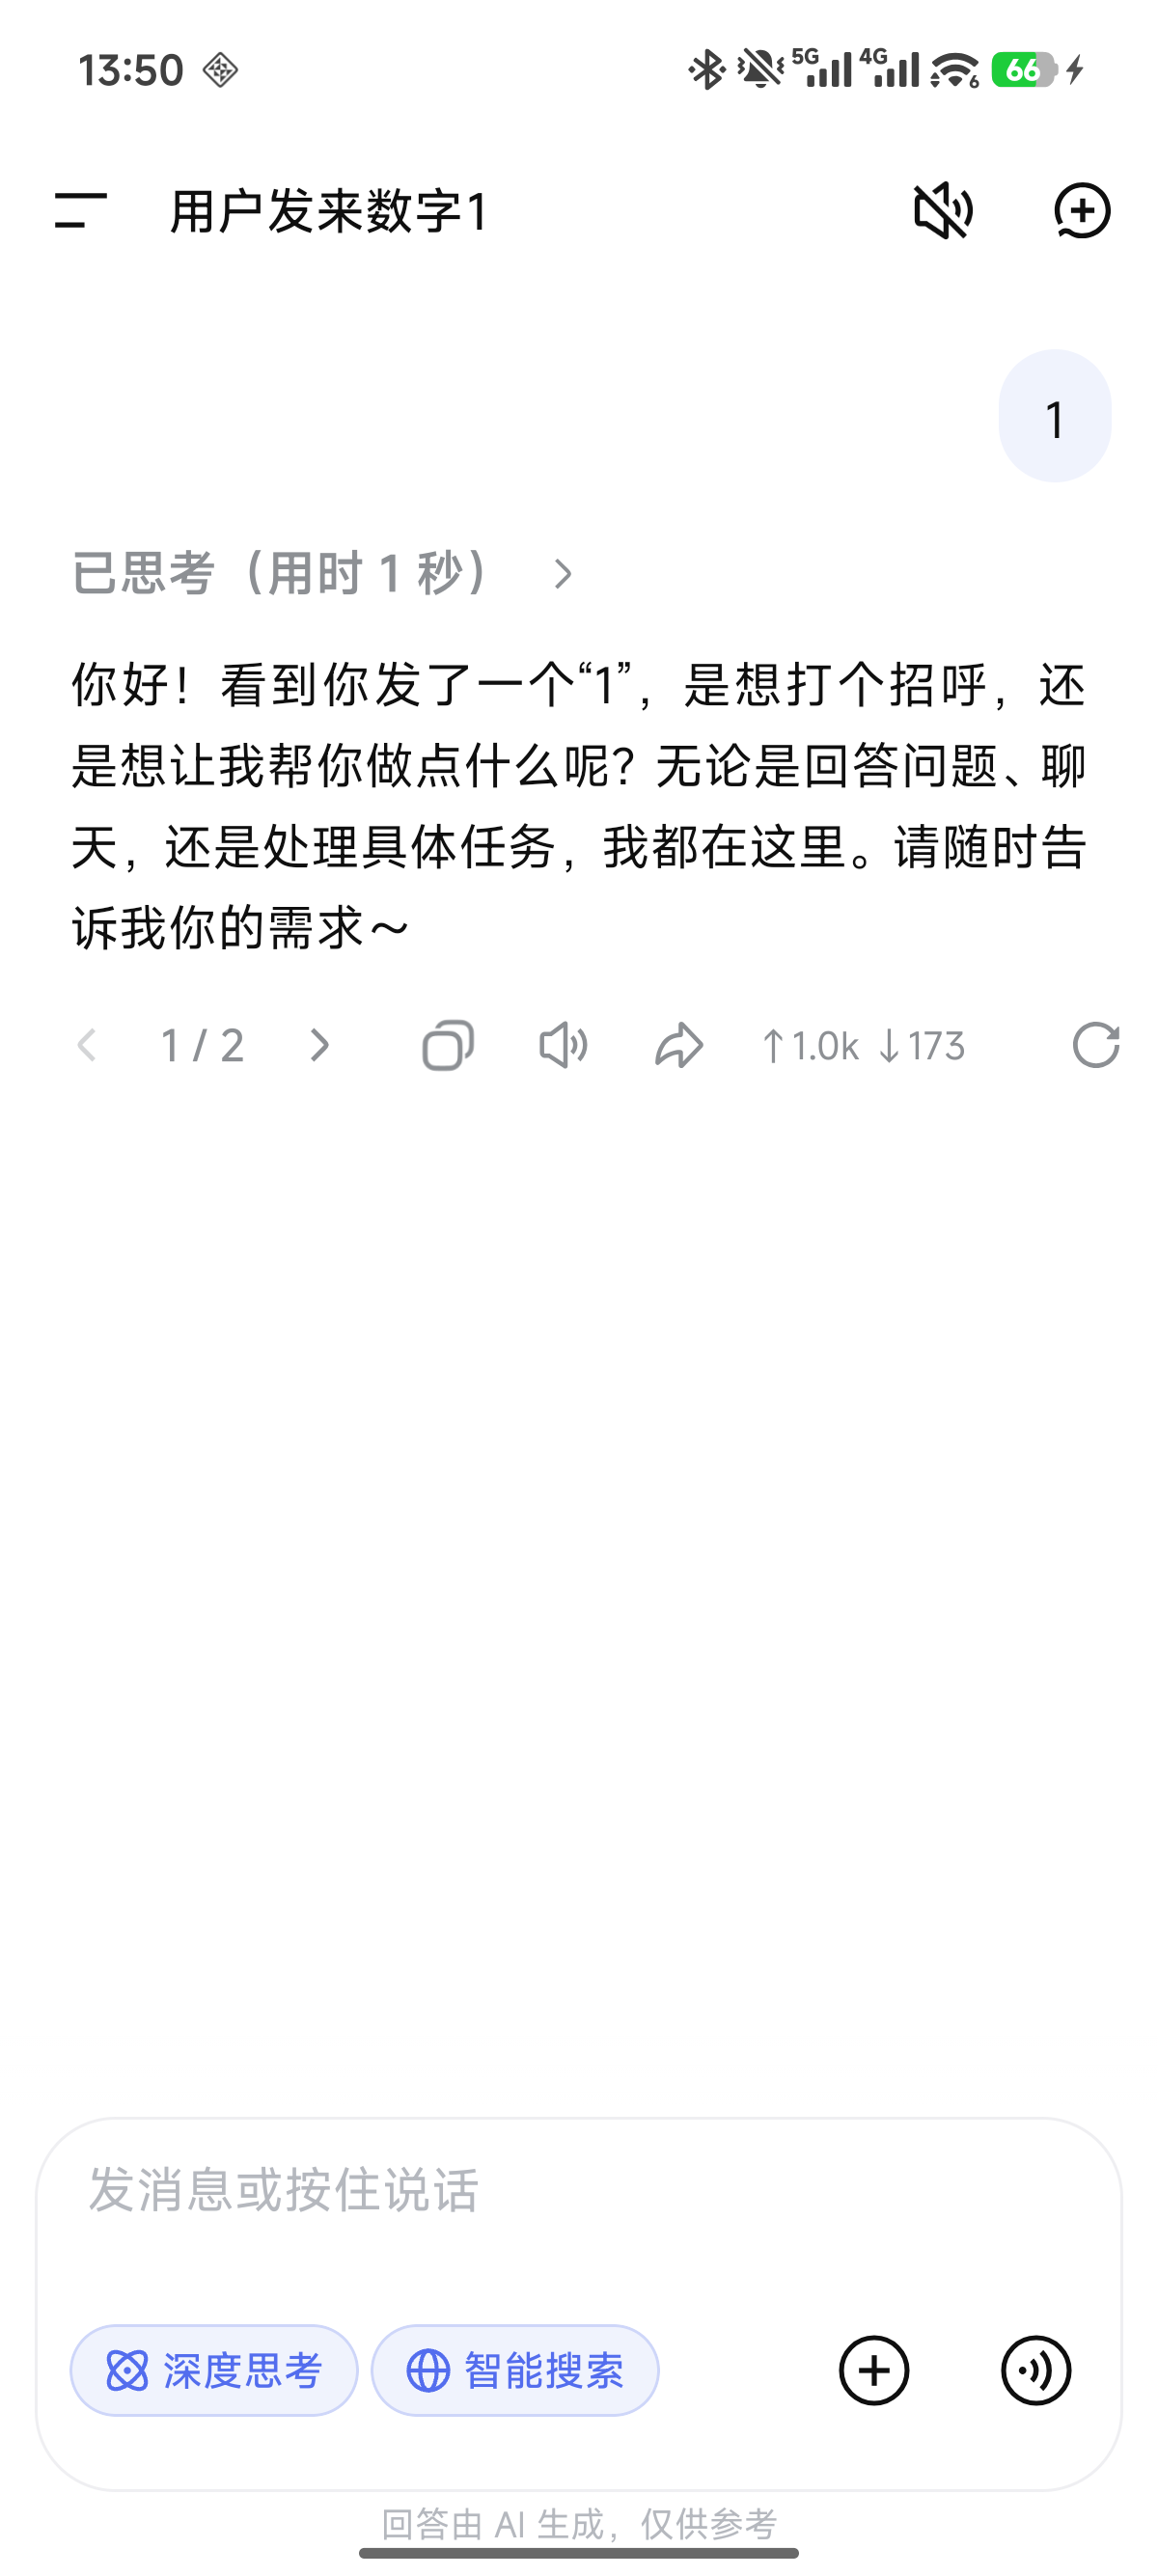 13:50 5G 4G 6 66
用户发来数字1
1
已思考（用时 1 秒）
你好！看到你发了一个“1”，是想打个招呼，还
是想让我帮你做点什么呢？无论是回答问题、聊
天，还是处理具体任务，我都在这里。请随时告
诉我你的需求～
1 / 2 ↑1.0k ↓173
发消息或按住说话
深度思考 智能搜索
回答由 AI 生成，仅供参考